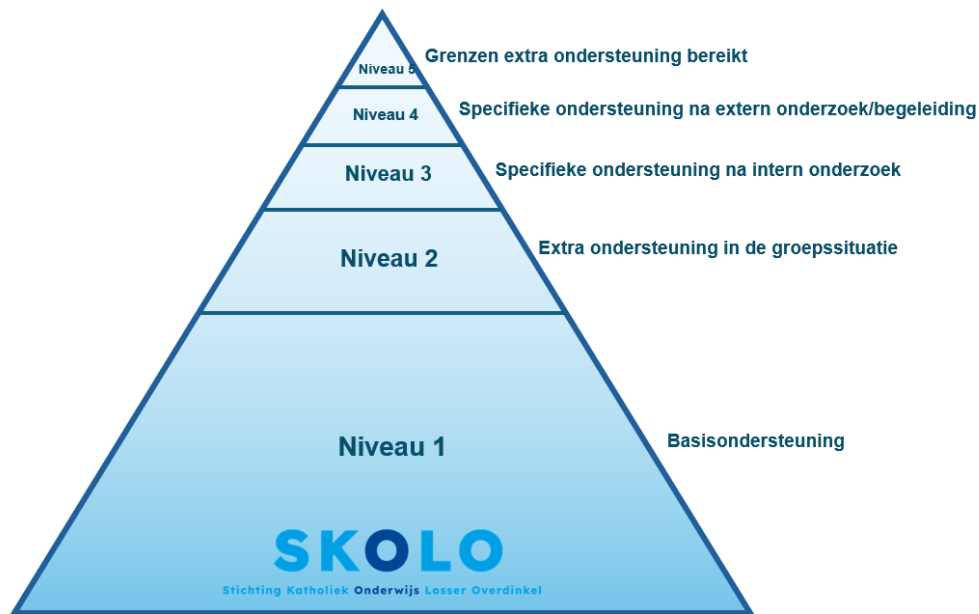 Niveau 5
Grenzen extra ondersteuning bereikt
Niveau 4
Specifieke ondersteuning na extern onderzoek/begeleiding
Niveau 3
Specifieke ondersteuning na intern onderzoek
Niveau 2
Extra ondersteuning in de groepssituatie
Niveau 1
Basisondersteuning
SKOLO
Stichting Katholiek Onderwijs Losser Overdinkel